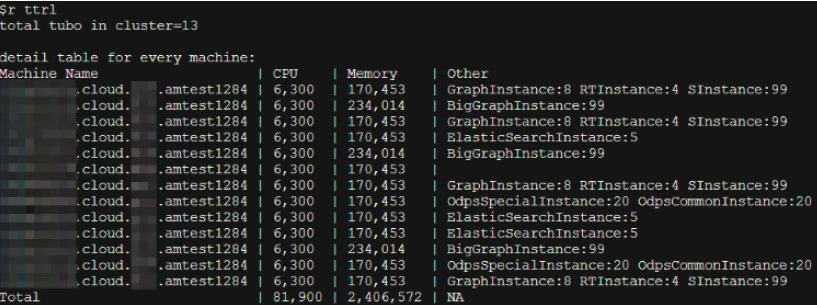 $r ttrl
total tubo in cluster=13
detail table for every machine:
Machine Name | CPU | Memory | Other
.cloud. .amtest1284 | 6,300 | 170,453 | GraphInstance:8 RTInstance:4 SInstance:99
.cloud. .amtest1284 | 6,300 | 234,014 | BigGraphInstance:99
.cloud. .amtest1284 | 6,300 | 170,453 | GraphInstance:8 RTInstance:4 SInstance:99
.cloud. .amtest1284 | 6,300 | 170,453 | ElasticSearchInstance:5
.cloud. .amtest1284 | 6,300 | 234,014 | BigGraphInstance:99
.cloud. .amtest1284 | 6,300 | 170,453 |
.cloud. .amtest1284 | 6,300 | 170,453 | GraphInstance:8 RTInstance:4 SInstance:99
.cloud. .amtest1284 | 6,300 | 170,453 | OdpsSpecialInstance:20 OdpsCommonInstance:20
.cloud. .amtest1284 | 6,300 | 170,453 | ElasticSearchInstance:5
.cloud. .amtest1284 | 6,300 | 170,453 | ElasticSearchInstance:5
.cloud. .amtest1284 | 6,300 | 234,014 | BigGraphInstance:99
.cloud. .amtest1284 | 6,300 | 170,453 | OdpsSpecialInstance:20 OdpsCommonInstance:20
.cloud. .amtest1284 | 6,300 | 170,453 | GraphInstance:8 RTInstance:4 SInstance:99
Total | 81,900 | 2,406,572 | NA